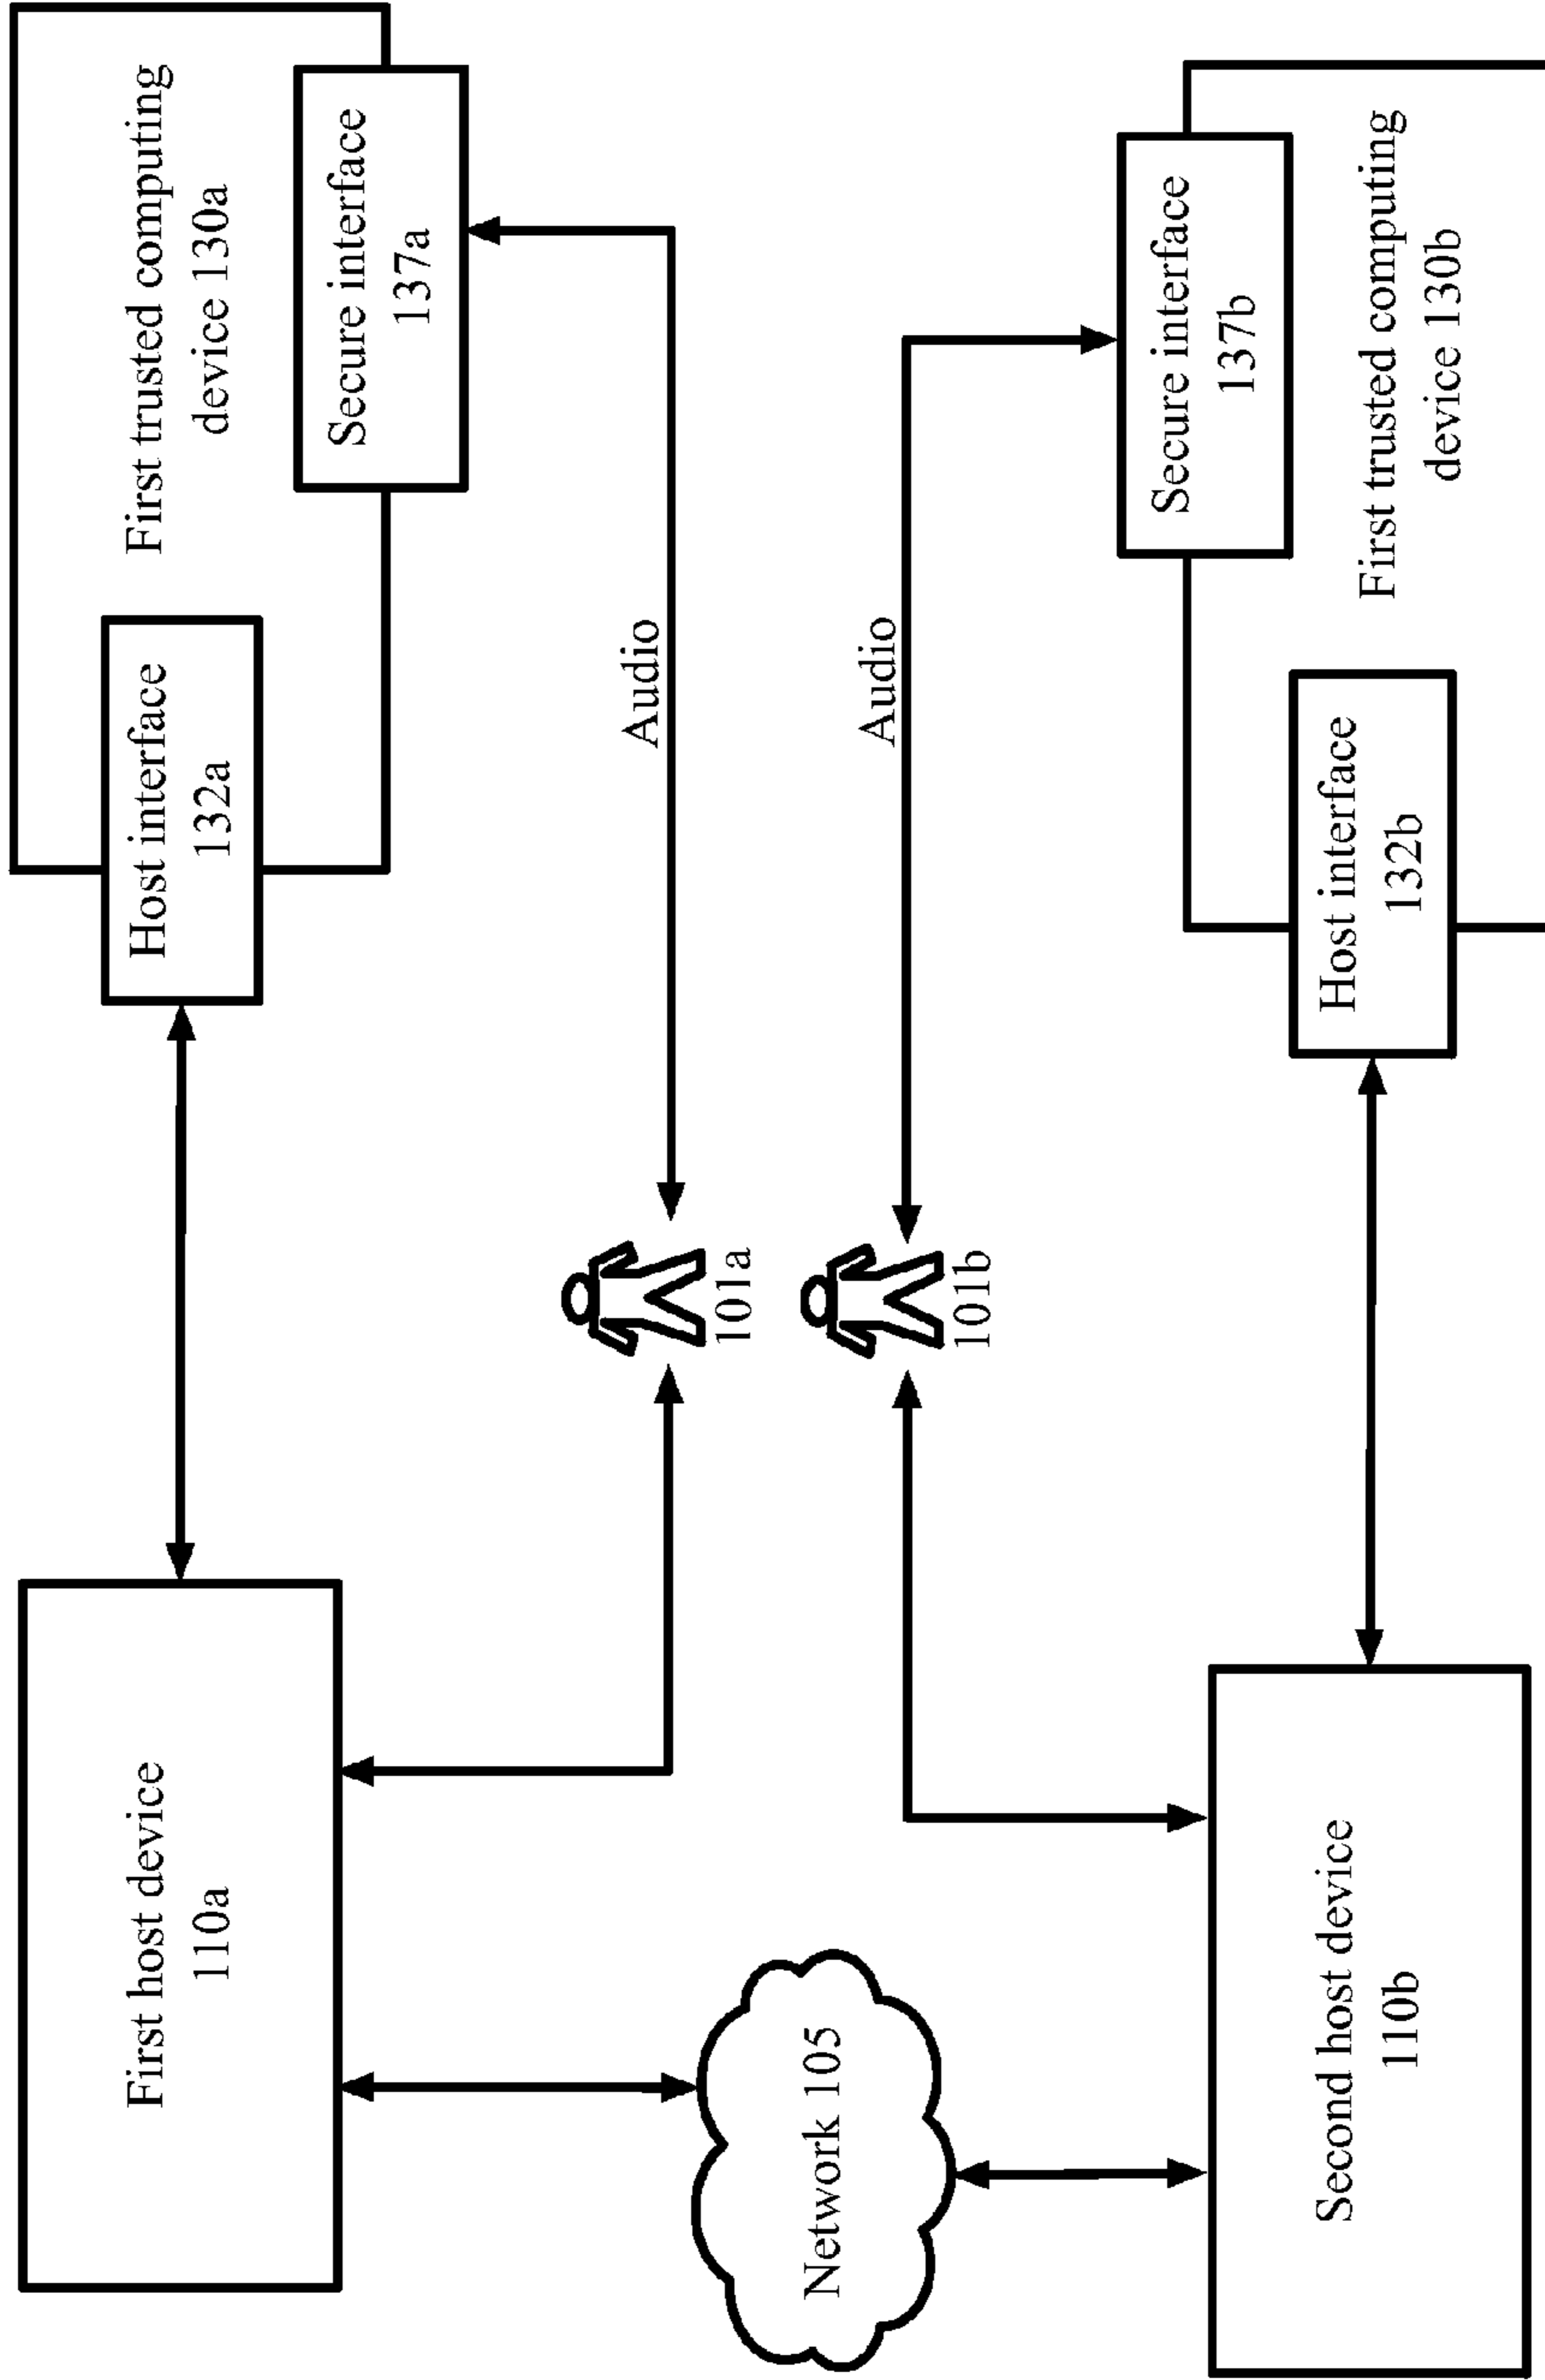 First host device
110a
Host interface
132a
First trusted computing
device 130a
Secure interface
137a
Audio
101a
Network 105
Audio
101b
Secure interface
137b
First trusted computing
device 130b
Host interface
132b
Second host device
110b